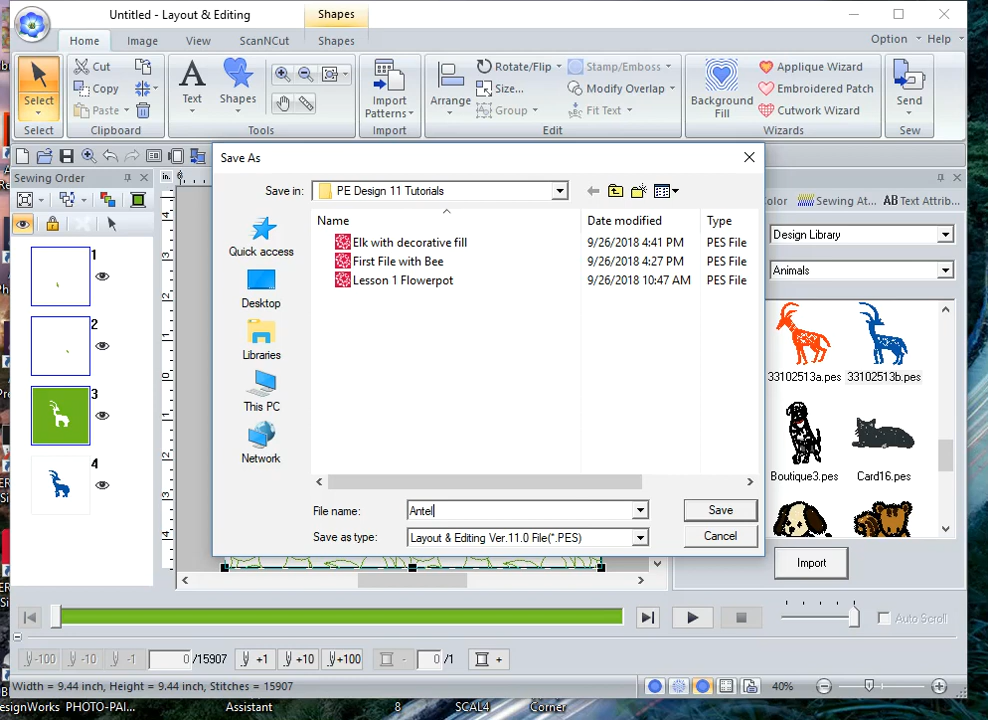 Untitled - Layout & Editing
Shapes
Home
Image
View
ScanNCut
Shapes
Option
Help
Select
Cut
Copy
Paste
Text
Shapes
Import
Patterns
Arrange
Rotate/Flip
Size...
Group
Stamp/Emboss
Modify Overlap
Fit Text
Background
Fill
Applique Wizard
Embroidered Patch
Cutwork Wizard
Send
Select
Clipboard
Tools
Import
Edit
Wizards
Sew
Sewing Order
in.
1
2
3
4
Save As
Save in:
PE Design 11 Tutorials
Name
Date modified
Type
Elk with decorative fill
9/26/2018 4:41 PM
PES File
First File with Bee
9/26/2018 4:27 PM
PES File
Lesson 1 Flowerpot
9/26/2018 10:47 AM
PES File
Quick access
Desktop
Libraries
This PC
Network
File name:
Antel
Save
Save as type:
Layout & Editing Ver.11.0 File(*.PES)
Cancel
olor
Sewing At...
AB Text Attrib...
Design Library
Animals
33102513a.pes
33102513b.pes
Boutique3.pes
Card16.pes
Import
Auto Scroll
-100
-10
-1
0
/15907
+1
+10
+100
-
0
/1
+
Width = 9.44 inch, Height = 9.44 inch, Stitches = 15907
40%
esignWorks
PHOTO-PAI...
Assistant
8
SCAL4
Corner